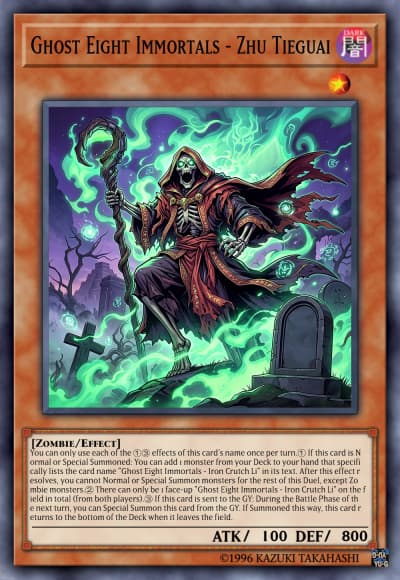 Ghost Eight Immortals - Zhu Tieguai
DARK
闇
[Zombie/Effect]
You can only use each of the ①③ effects of this card's name once per turn.① If this card is N
ormal or Special Summoned: You can add 1 monster from your Deck to your hand that specif
ically lists the card name "Ghost Eight Immortals - Iron Crutch Li" in its text. After this effect r
esolves, you cannot Normal or Special Summon monsters for the rest of this Duel, except Zo
mbie monsters.② There can only be 1 face-up "Ghost Eight Immortals - Iron Crutch Li" on the f
ield in total (from both players).③ If this card is sent to the GY: During the Battle Phase of th
e next turn, you can Special Summon this card from the GY. If Summoned this way, this card r
eturns to the bottom of the Deck when it leaves the field.
ATK/ 100 DEF/ 800
©1996 KAZUKI TAKAHASHI